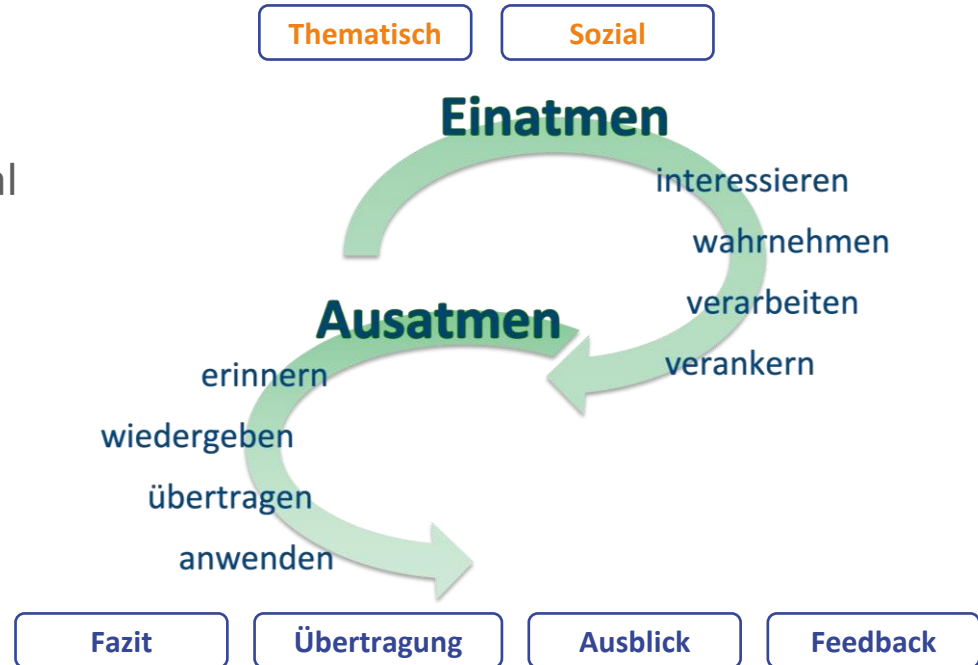 Thematisch
Sozial
Einatmen
interessieren
wahrnehmen
verarbeiten
verankern
Ausatmen
erinnern
wiedergeben
übertragen
anwenden
Fazit
Übertragung
Ausblick
Feedback